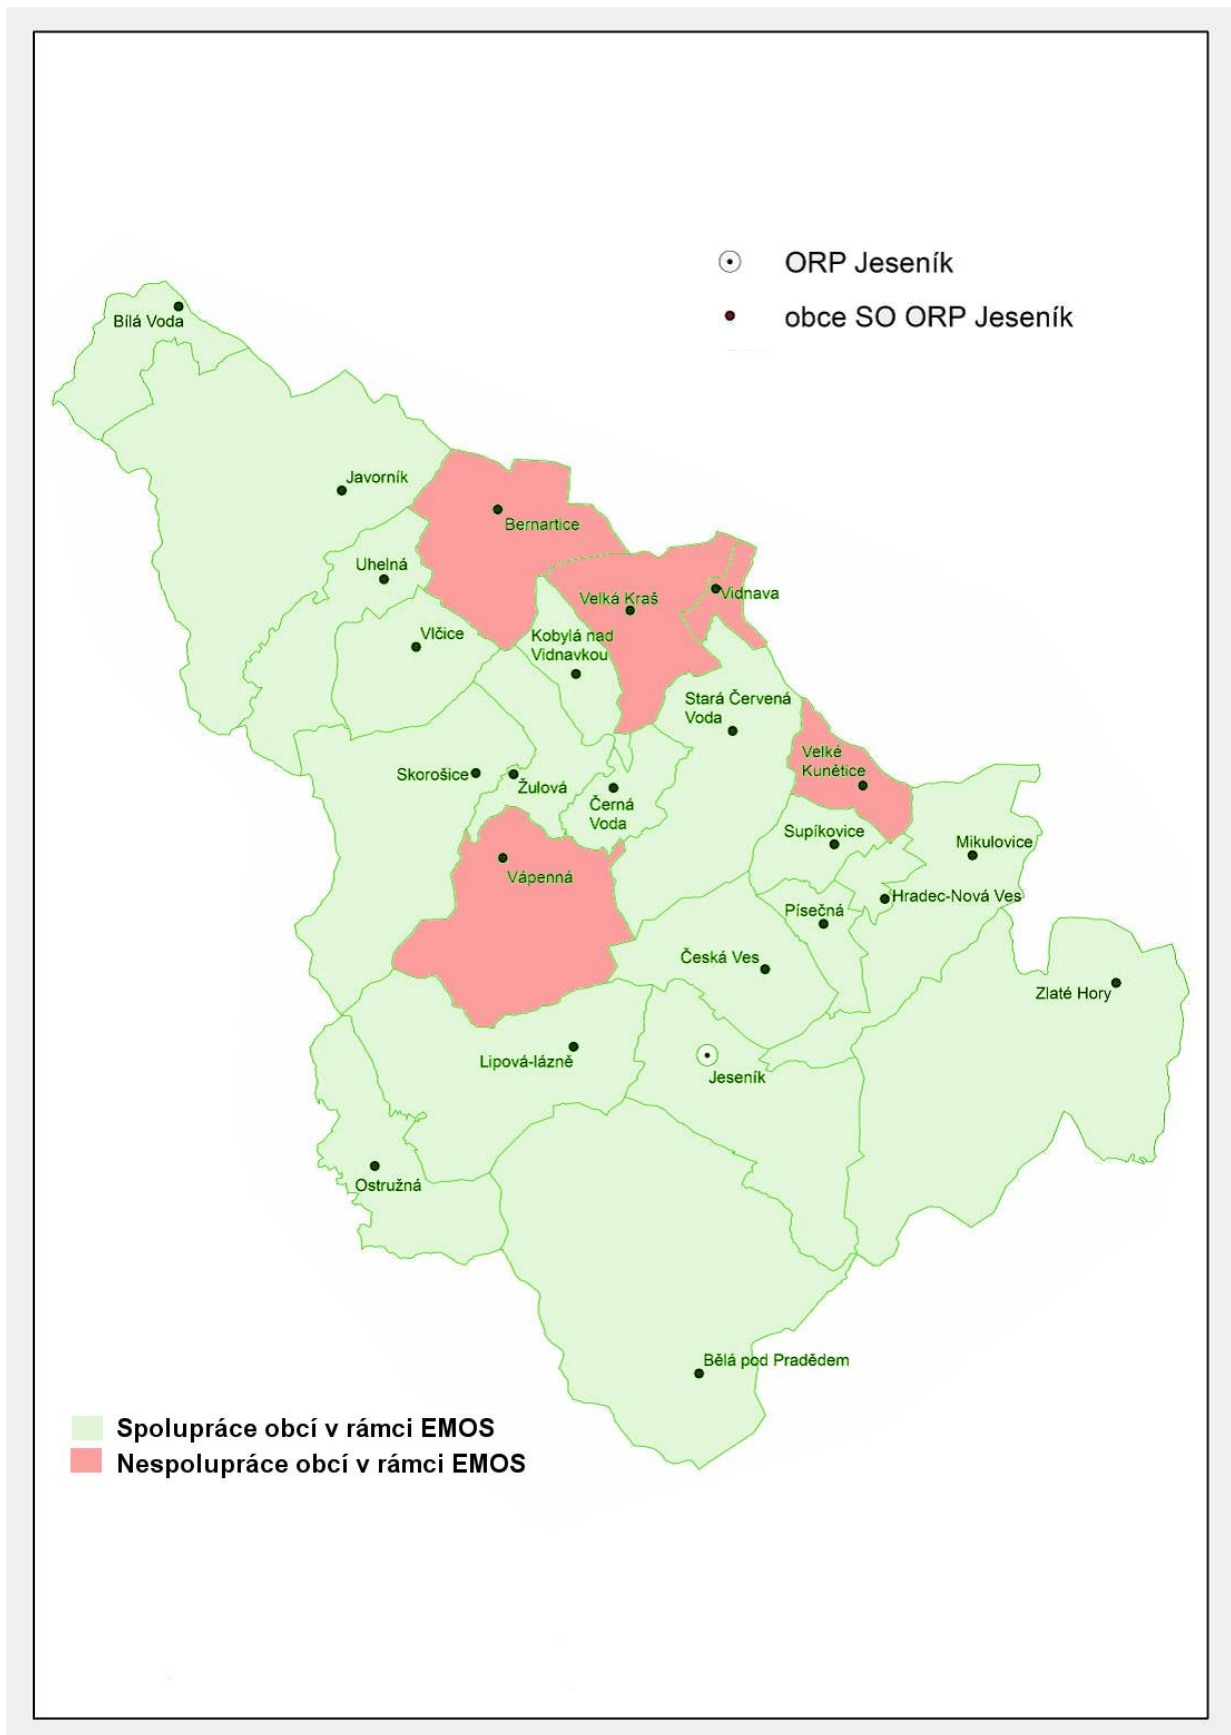 ORP Jeseník
obce SO ORP Jeseník
Bílá Voda
Javorník
Bernartice
Uhelná
Velká Kraš
Vidnava
Vlčice
Kobylá nad
Vidnavkou
Stará Červená
Voda
Velké
Kunětice
Skorošice
Žulová
Černá
Voda
Supíkovice
Mikulovice
Vápenná
Hradec-Nová Ves
Písečná
Česká Ves
Zlaté Hory
Lipová-lázně
Jeseník
Ostružná
Bělá pod Pradědem
Spolupráce obcí v rámci EMOS
Nespolupráce obcí v rámci EMOS